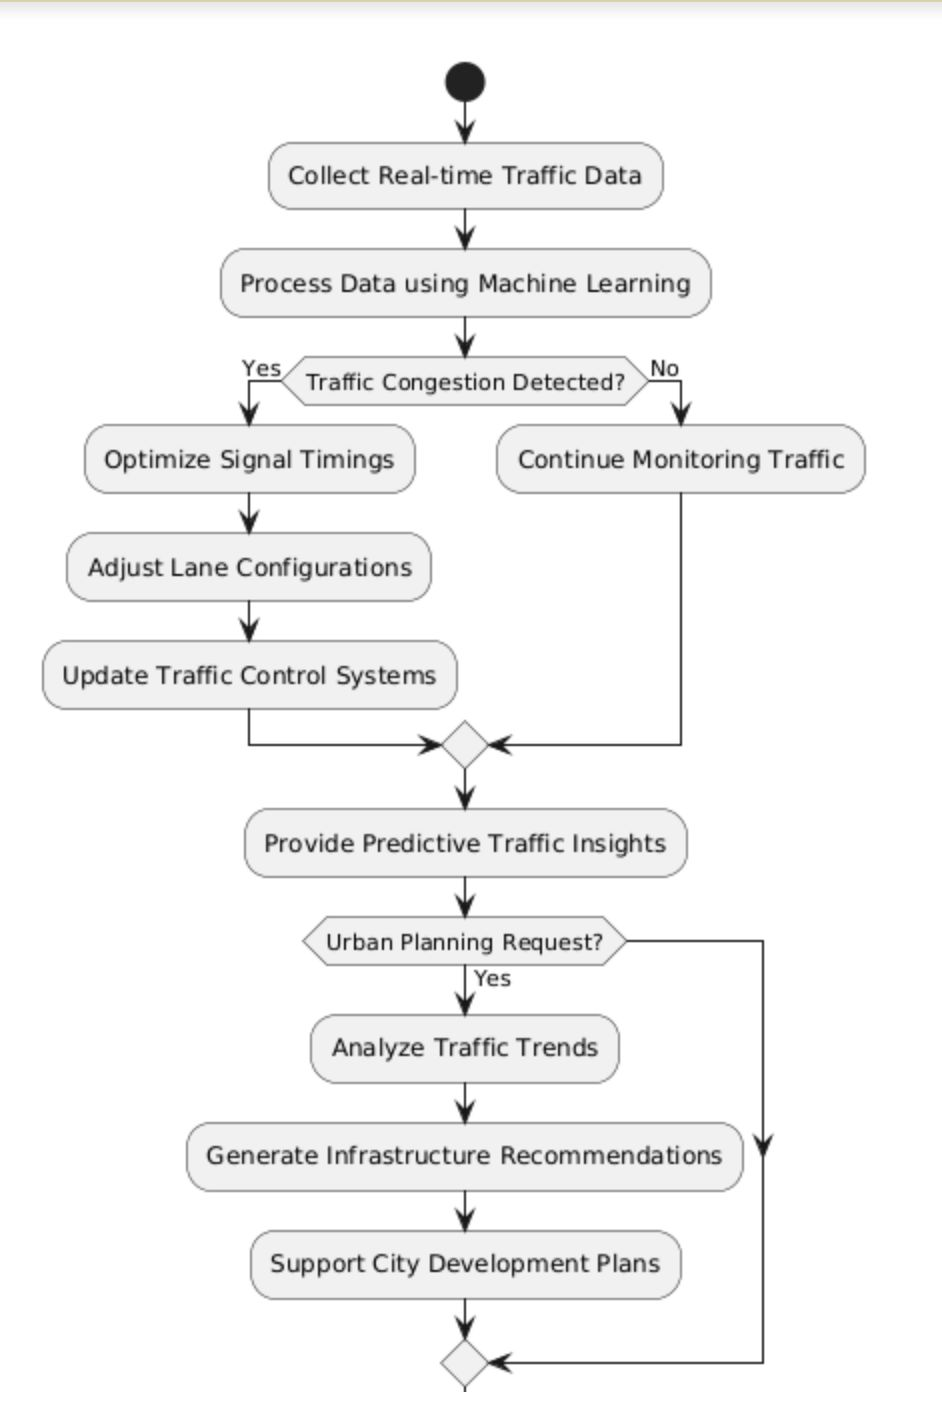 Collect Real-time Traffic Data
Process Data using Machine Learning
Yes
Traffic Congestion Detected?
No
Optimize Signal Timings
Continue Monitoring Traffic
Adjust Lane Configurations
Update Traffic Control Systems
Provide Predictive Traffic Insights
Urban Planning Request?
Yes
Analyze Traffic Trends
Generate Infrastructure Recommendations
Support City Development Plans